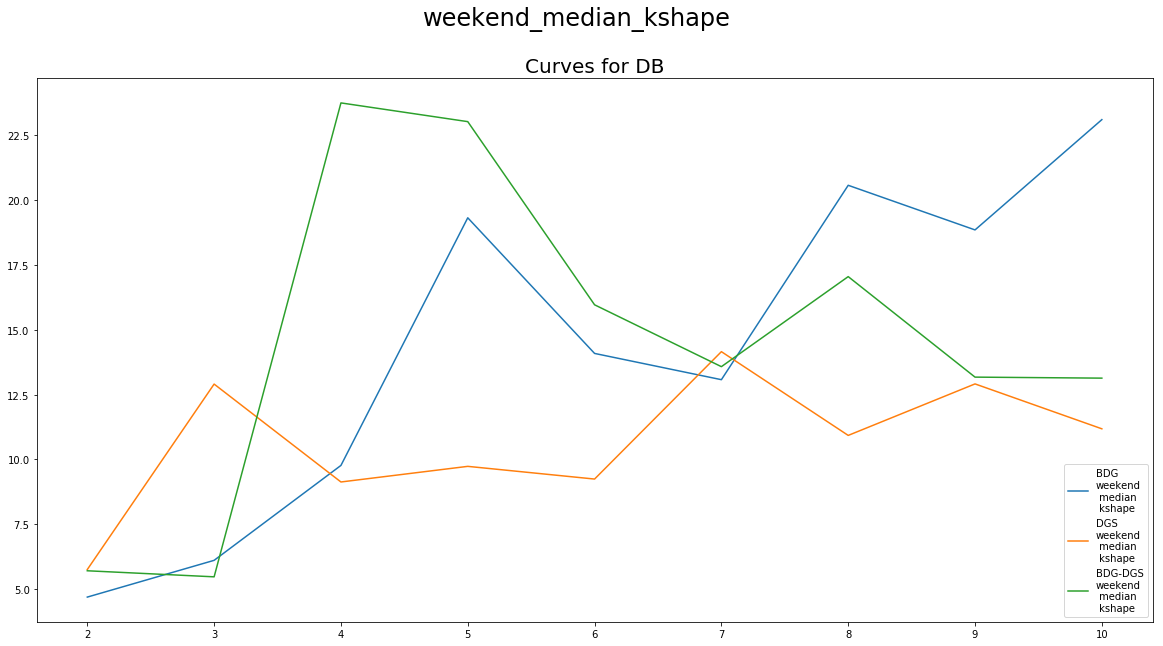 weekend_median_kshape
Curves for DB
22.5
20.0
17.5
15.0
12.5
10.0
7.5
5.0
2 3 4 5 6 7 8 9 10
BDG
weekend
median
kshape
DGS
weekend
median
kshape
BDG-DGS
weekend
median
kshape